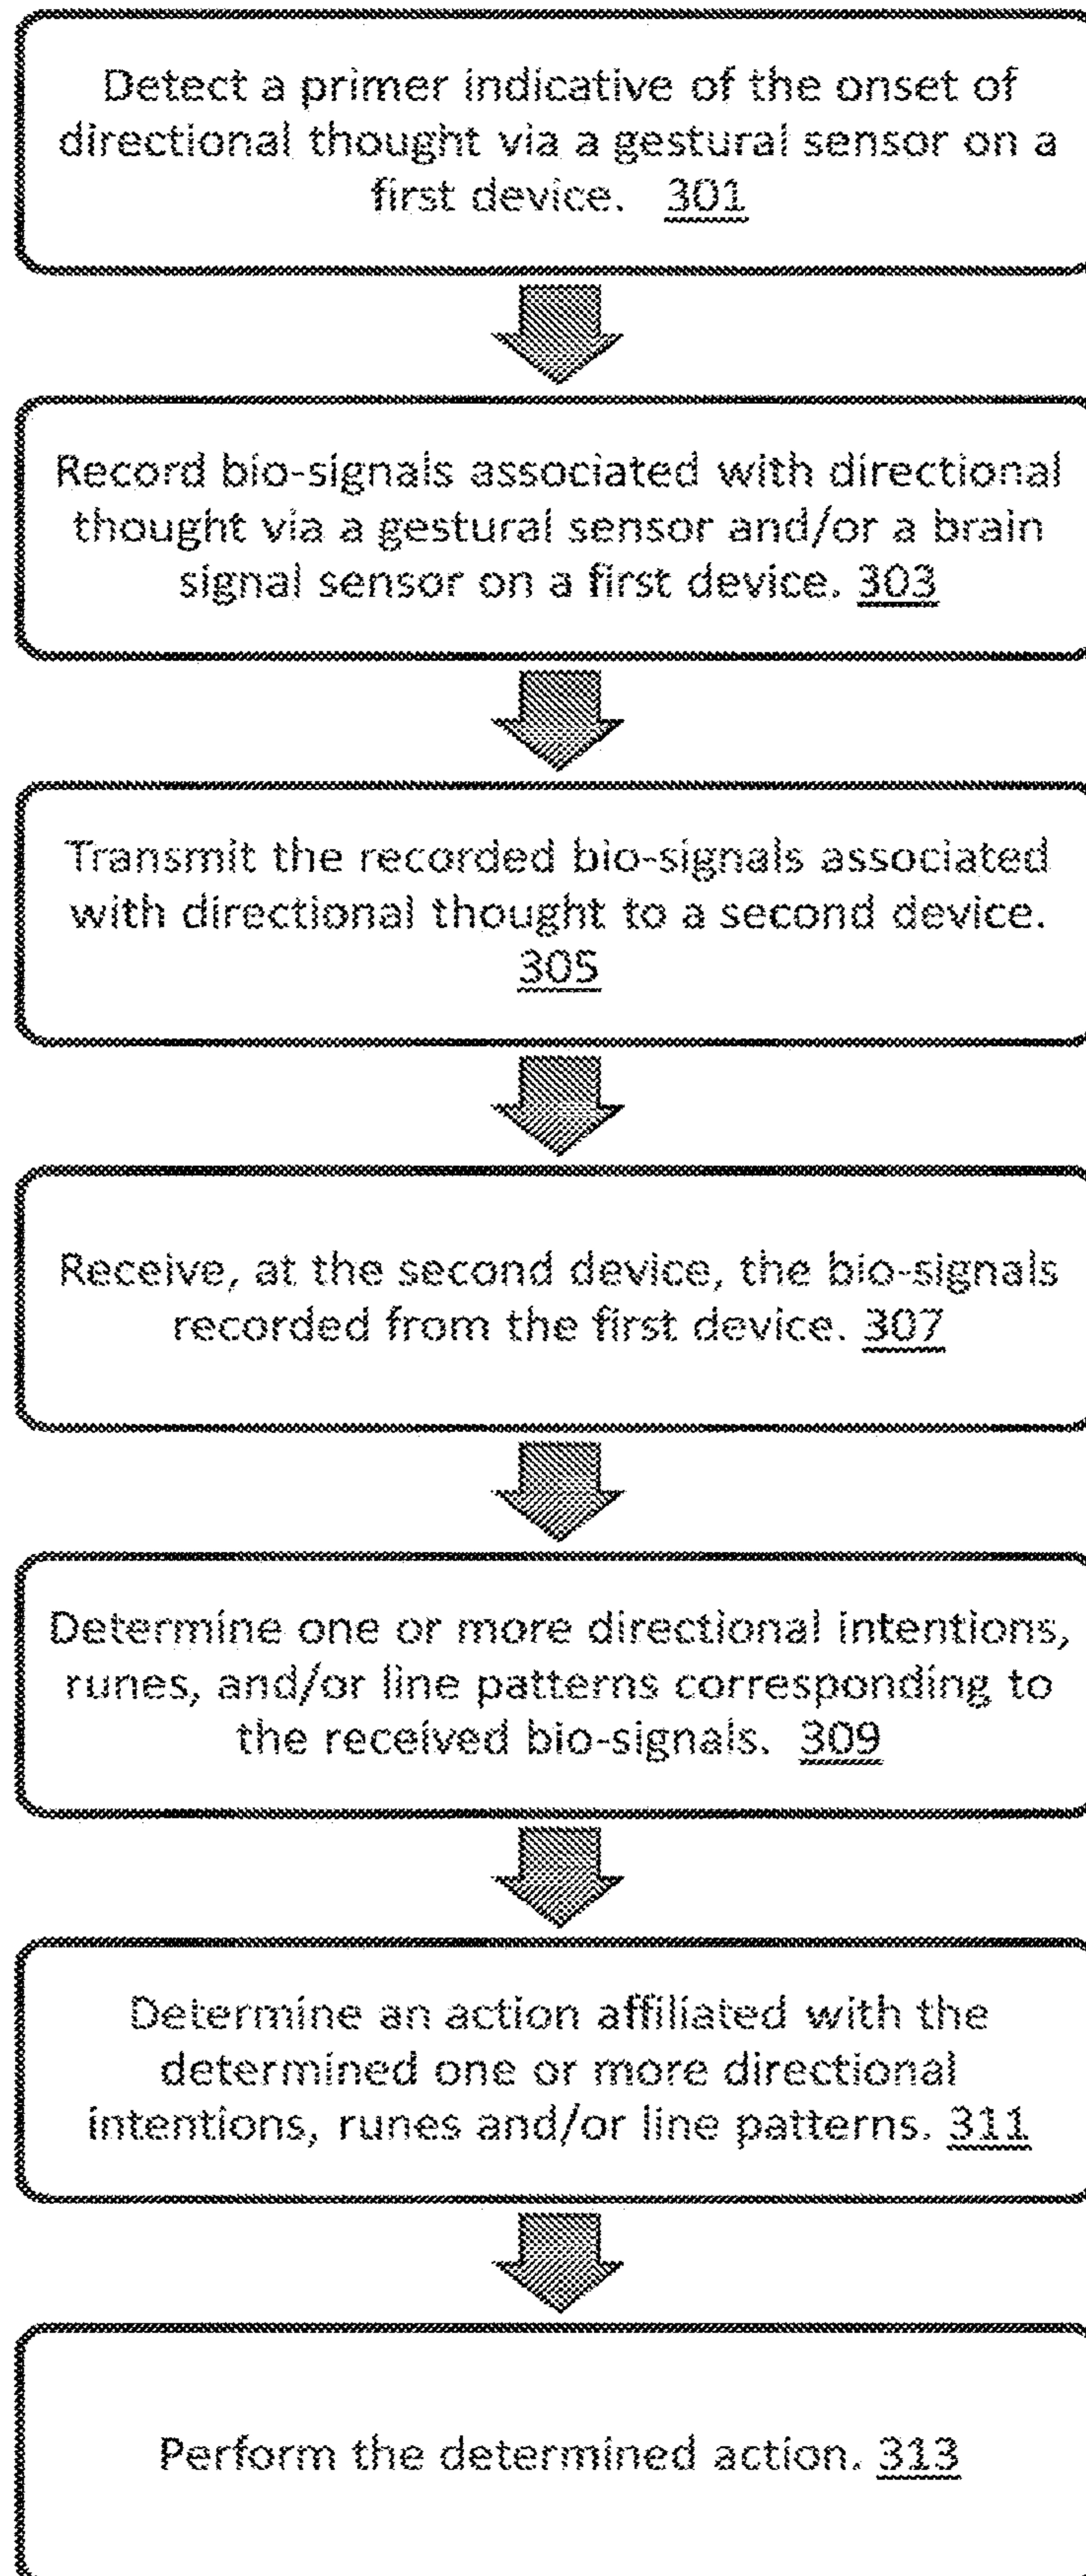 Detect a primer indicative of the onset of
directional thought via a gestural sensor on a
first device. 301
Record bio-signals associated with directional
thought via a gestural sensor and/or a brain
signal sensor on a first device. 303
Transmit the recorded bio-signals associated
with directional thought to a second device.
305
Receive, at the second device, the bio-signals
recorded from the first device. 307
Determine one or more directional intentions,
runes, and/or line patterns corresponding to
the received bio-signals. 309
Determine an action affiliated with the
determined one or more directional
intentions, runes and/or line patterns. 311
Perform the determined action. 313